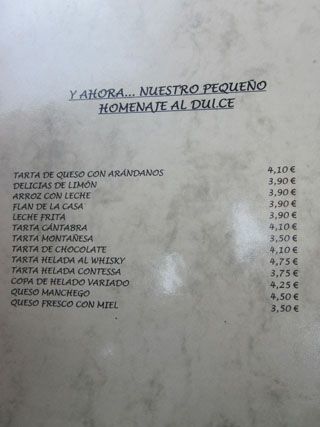 Y AHORA... NUESTRO PEQUEÑO
HOMENAJE AL DULCE
TARTA DE QUESO CON ARÁNDANOS 4,10 €
DELICIAS DE LIMÓN 3,90 €
ARROZ CON LECHE 3,90 €
FLAN DE LA CASA 3,90 €
LECHE FRITA 3,90 €
TARTA CÁNTABRA 4,10 €
TARTA MONTAÑESA 3,50 €
TARTA DE CHOCOLATE 4,10 €
TARTA HELADA AL WHISKY 4,75 €
TARTA HELADA CONTESSA 3,75 €
COPA DE HELADO VARIADO 4,25 €
QUESO MANCHEGO 4,50 €
QUESO FRESCO CON MIEL 3,50 €